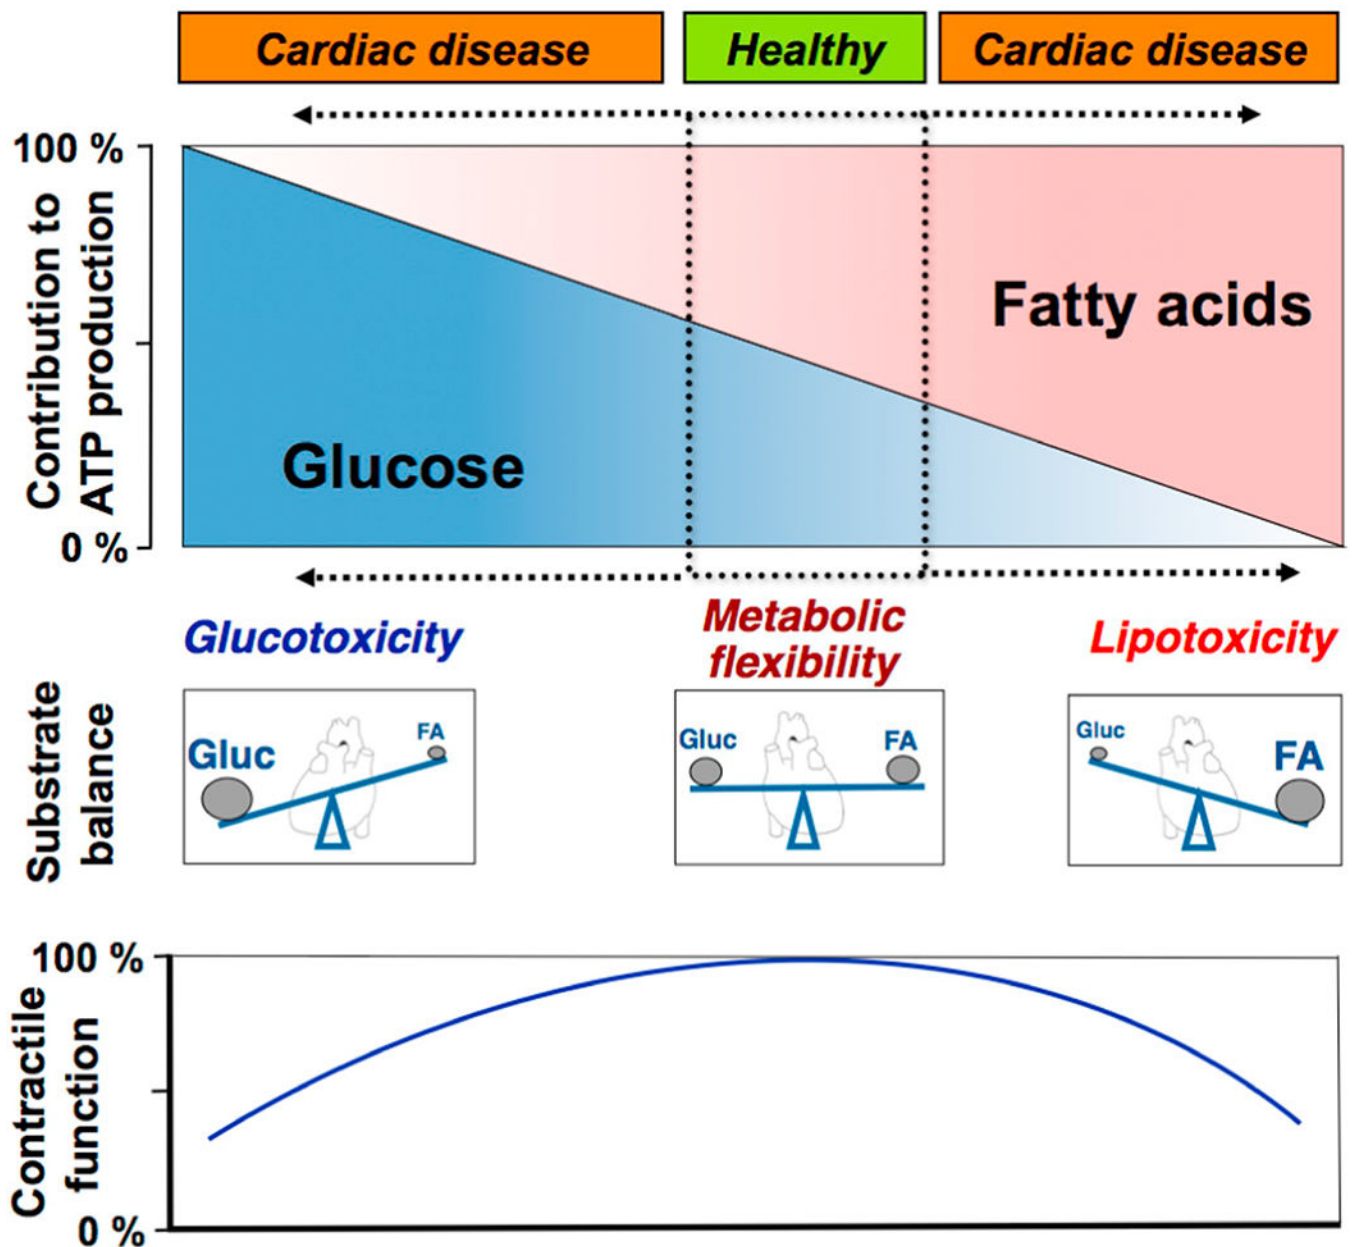 Cardiac disease
Healthy
Cardiac disease
100 %
Contribution to
ATP production
0 %
Fatty acids
Glucose
Glucotoxicity
Metabolic
flexibility
Lipotoxicity
Substrate
balance
Gluc
FA
Gluc
FA
Gluc
FA
100 %
Contractile
function
0 %